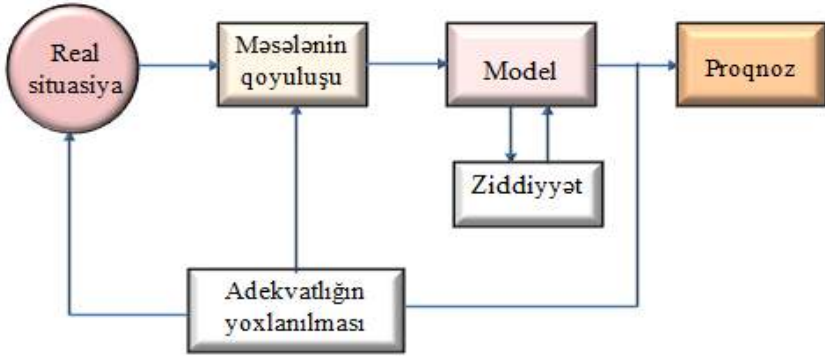 Real
situasiya
Məsələnin
qoyuluşu
Model
Proqnoz
Ziddiyyət
Adekvatlığın
yoxlanılması